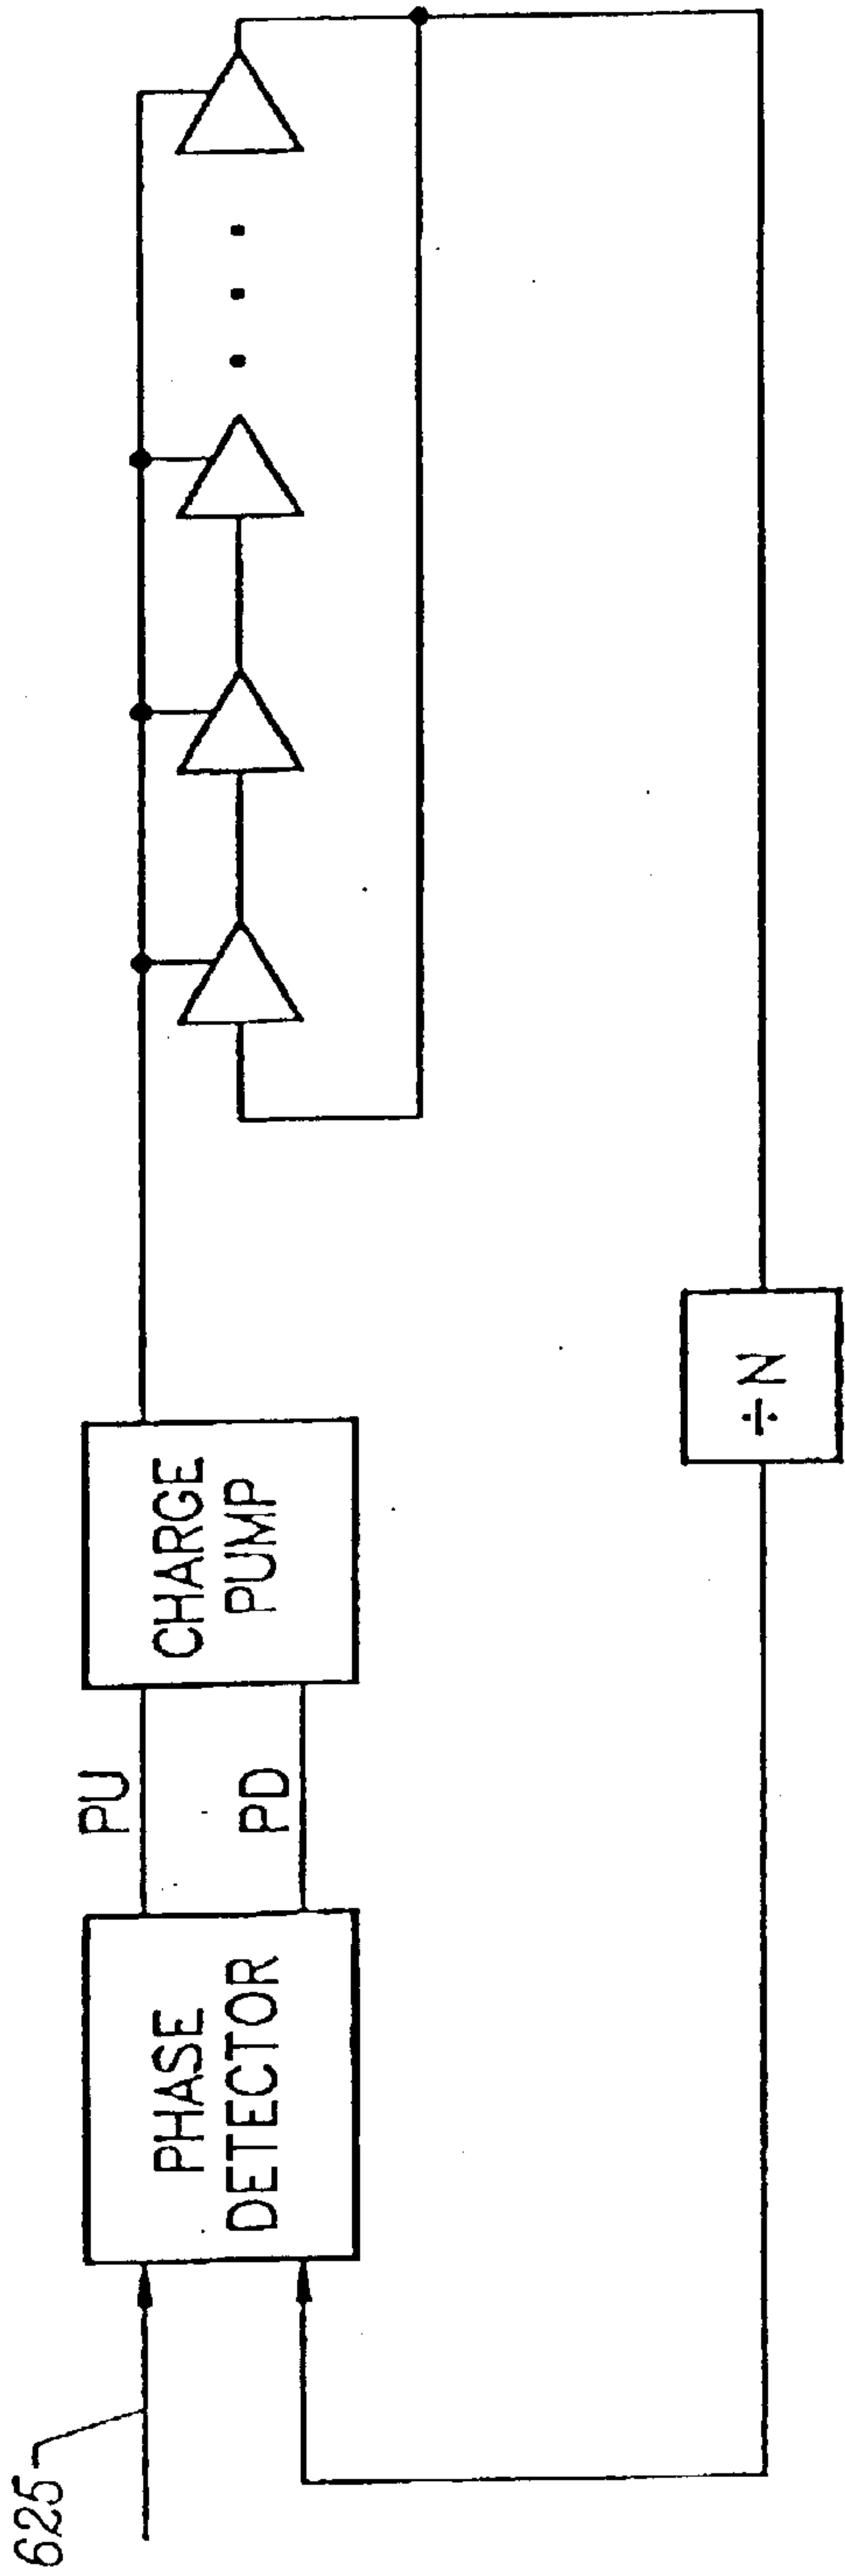 625
PHASE
DETECTOR
PU
PD
CHARGE
PUMP
÷N